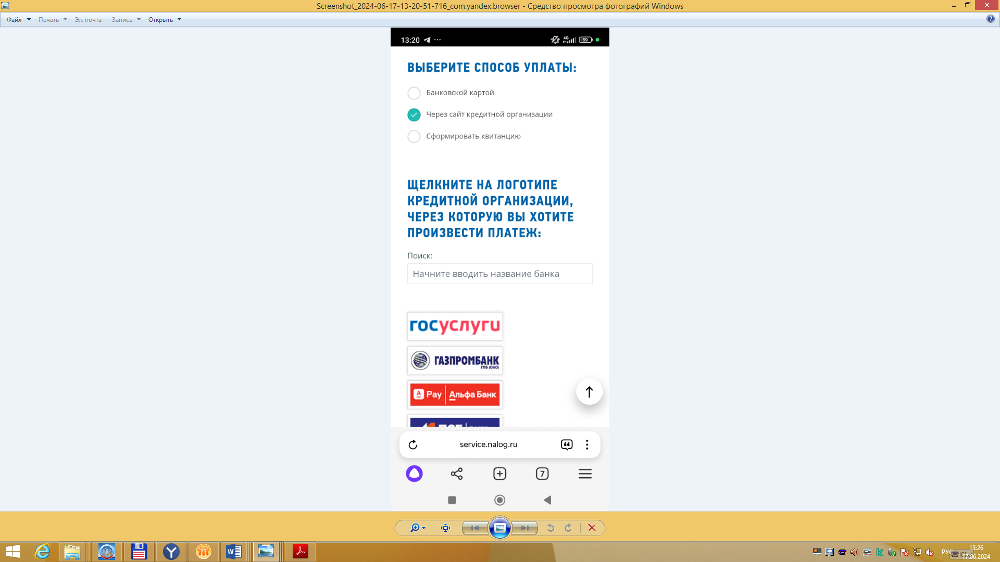 Screenshot_2024-06-17-13-20-51-716_com.yandex.browser - Средство просмотра фотографий Windows
Файл Печать Эл. почта Запись Открыть
13:20 4G 59
ВЫБЕРИТЕ СПОСОБ УПЛАТЫ:
Банковской картой
Через сайт кредитной организации
Сформировать квитанцию
ЩЕЛКНИТЕ НА ЛОГОТИПЕ
КРЕДИТНОЙ ОРГАНИЗАЦИИ,
ЧЕРЕЗ КОТОРУЮ ВЫ ХОТИТЕ
ПРОИЗВЕСТИ ПЛАТЕЖ:
Поиск:
Начните вводить название банка
госуслуги
ГАЗПРОМБАНК
ГПБ (ОАО)
A Pay Альфа Банк
service.nalog.ru
7
РУС
13:26
17.06.2024